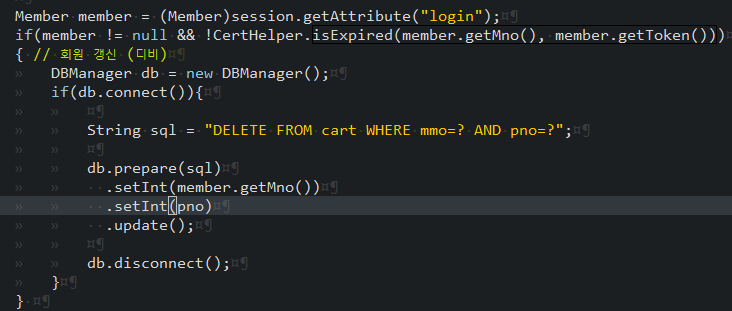 Member member = (Member)session.getAttribute("login");
if(member != null && !CertHelper.isExpired(member.getMno(), member.getToken()))
{ // 회원 갱신 (디비)
DBManager db = new DBManager();
if(db.connect()){
String sql = "DELETE FROM cart WHERE mmo=? AND pno=?";
db.prepare(sql)
.setInt(member.getMno())
.setInt(pno)
.update();
db.disconnect();
}
}